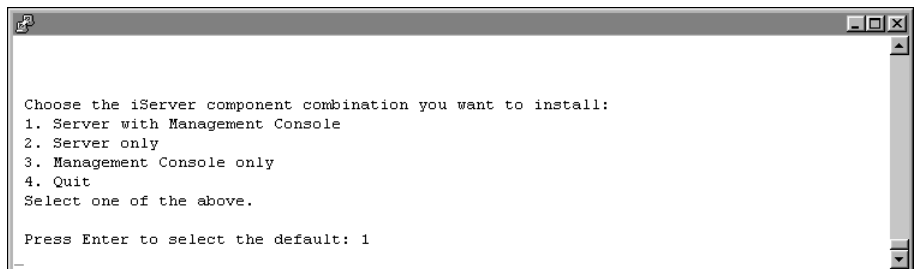 Choose the iServer component combination you want to install:
1. Server with Management Console
2. Server only
3. Management Console only
4. Quit
Select one of the above.
Press Enter to select the default: 1
_